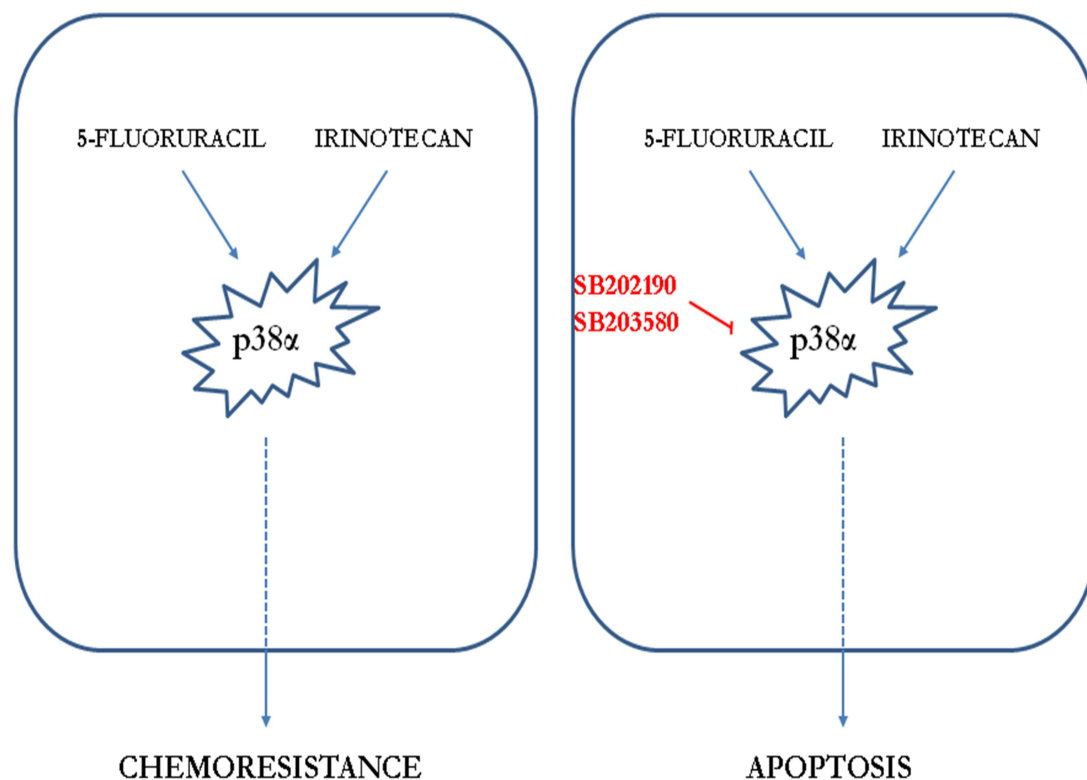 5-FLUORURACIL IRINOTECAN
p38α
CHEMORESISTANCE
5-FLUORURACIL IRINOTECAN
SB202190
SB203580
p38α
APOPTOSIS